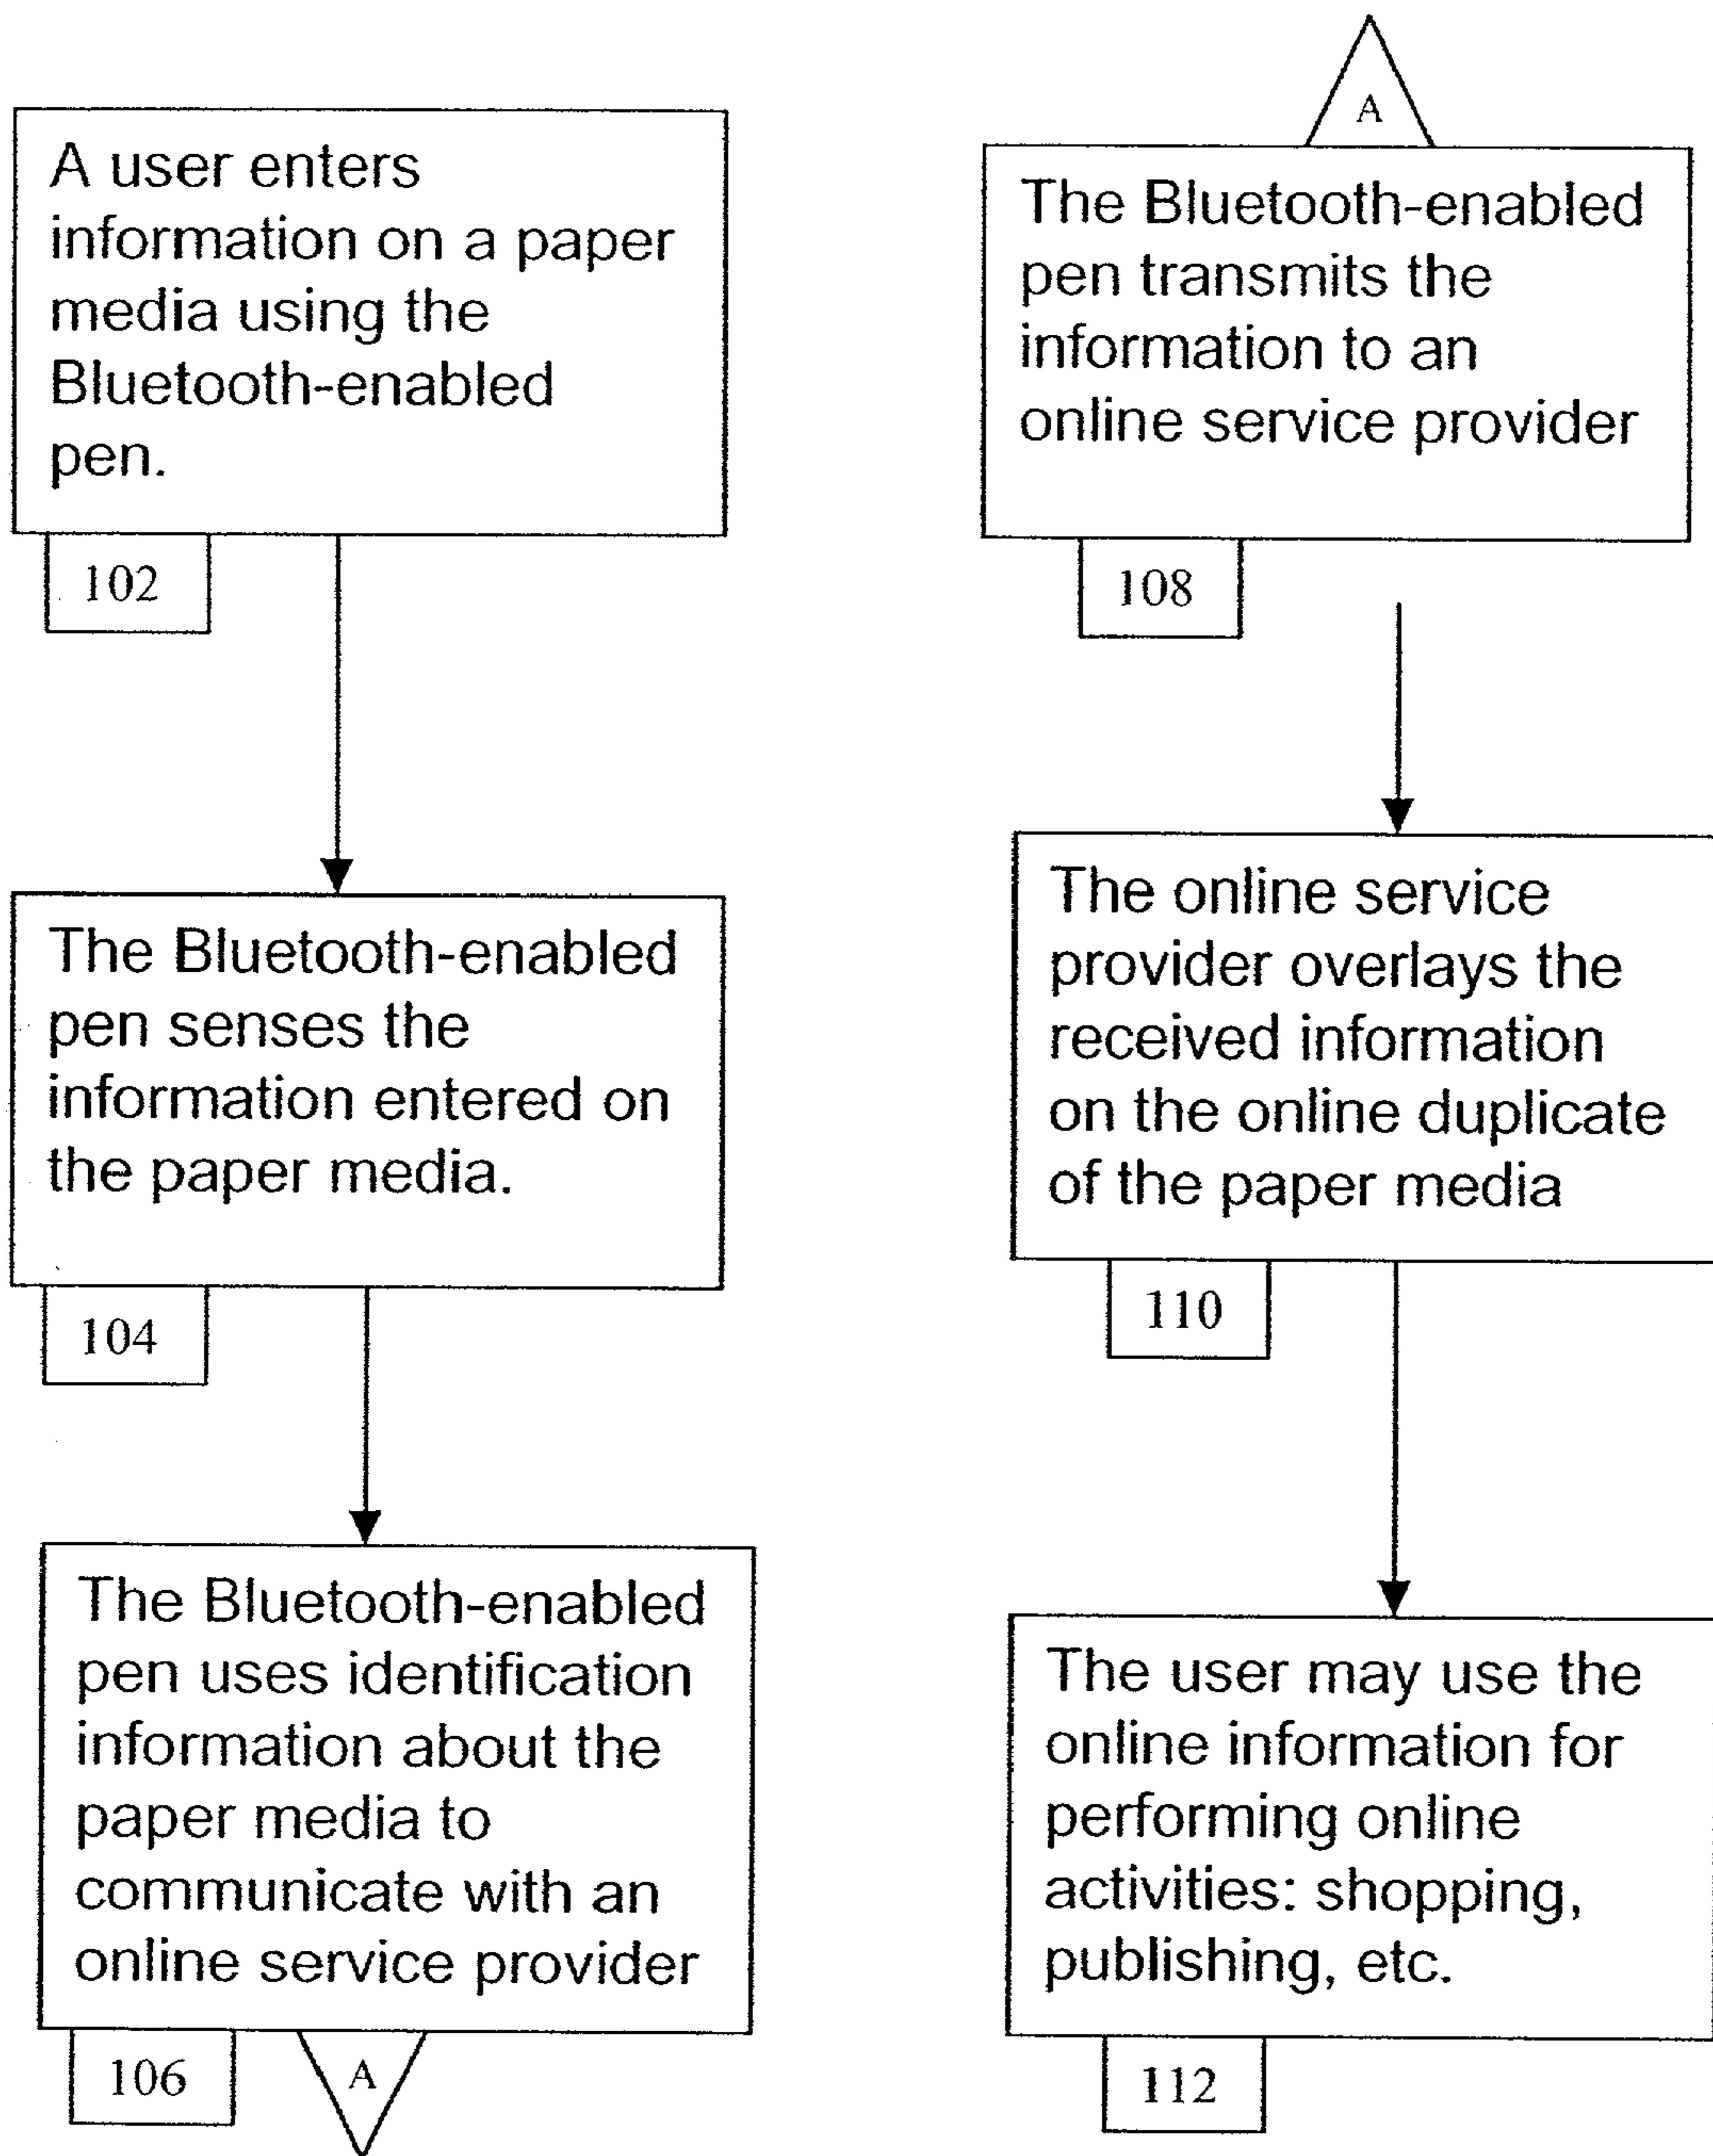 A user enters
information on a paper
media using the
Bluetooth-enabled
pen.
102
The Bluetooth-enabled
pen senses the
information entered on
the paper media.
104
The Bluetooth-enabled
pen uses identification
information about the
paper media to
communicate with an
online service provider
106
A
A
The Bluetooth-enabled
pen transmits the
information to an
online service provider
108
The online service
provider overlays the
received information
on the online duplicate
of the paper media
110
The user may use the
online information for
performing online
activities: shopping,
publishing, etc.
112